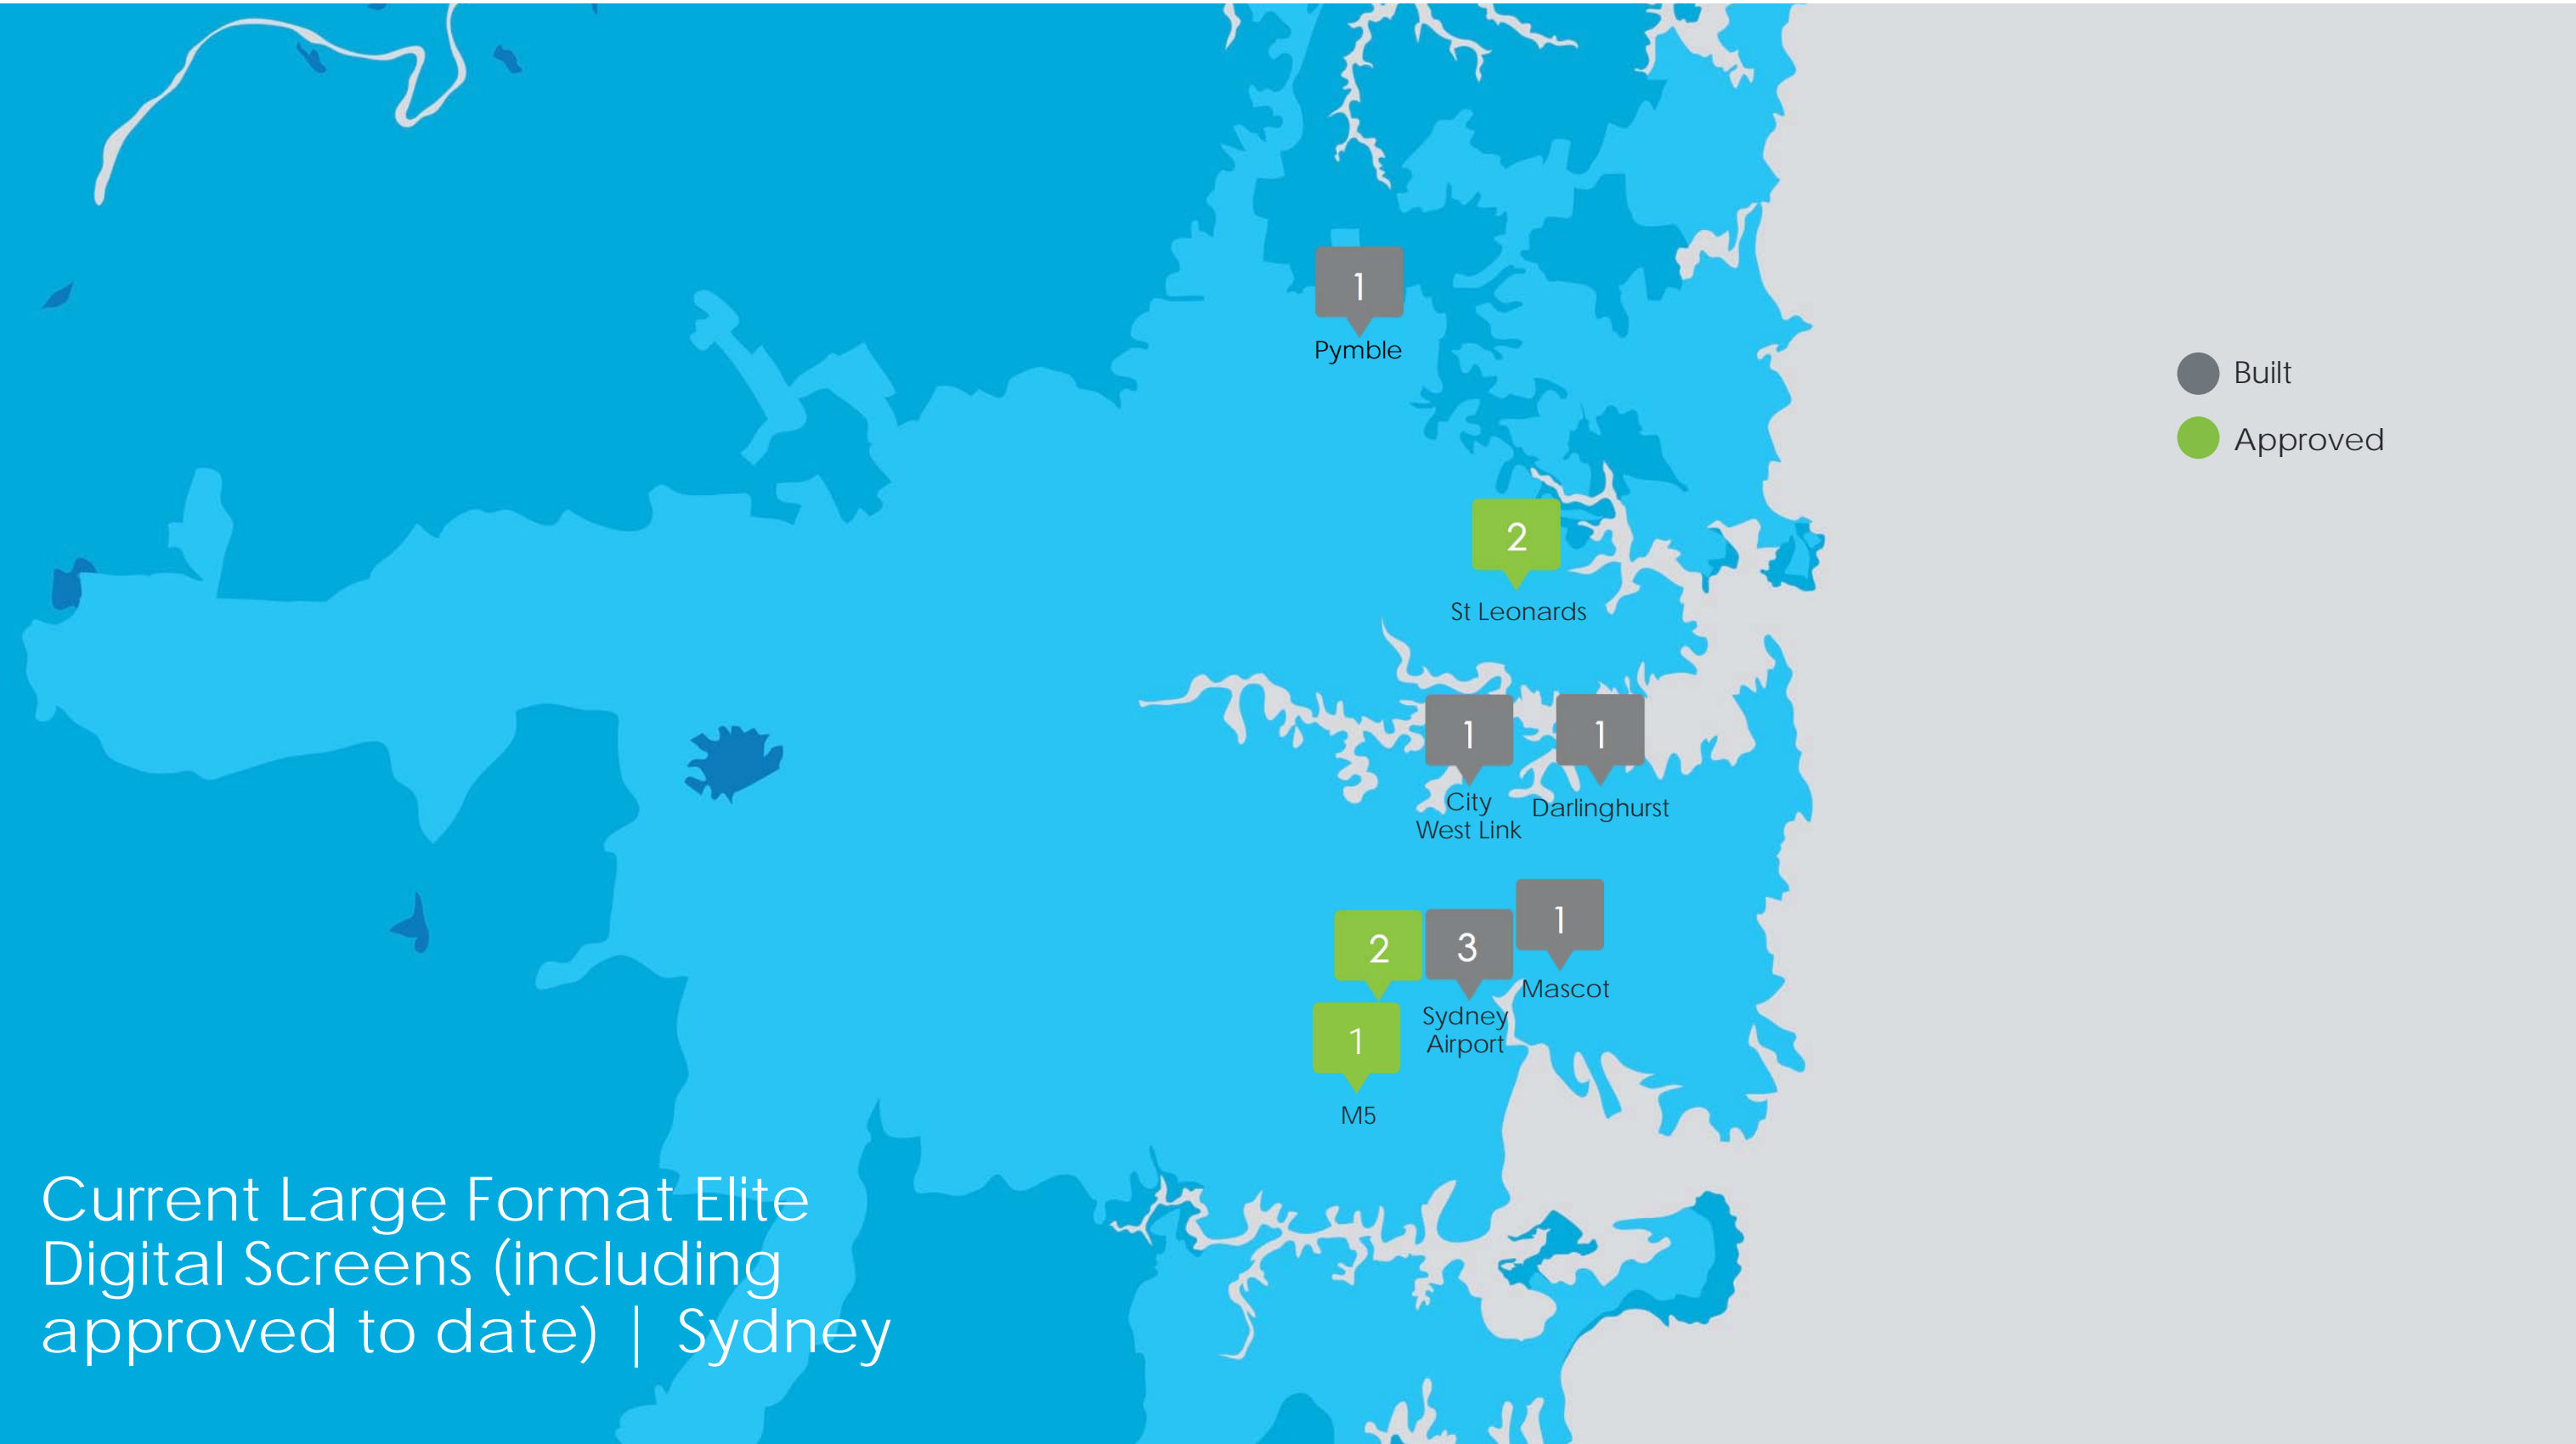 1
Pymble
Built
Approved
2
St Leonards
1
1
City
West Link
Darlinghurst
1
Mascot
2
3
Sydney
Airport
1
M5
Current Large Format Elite
Digital Screens (including
approved to date) | Sydney